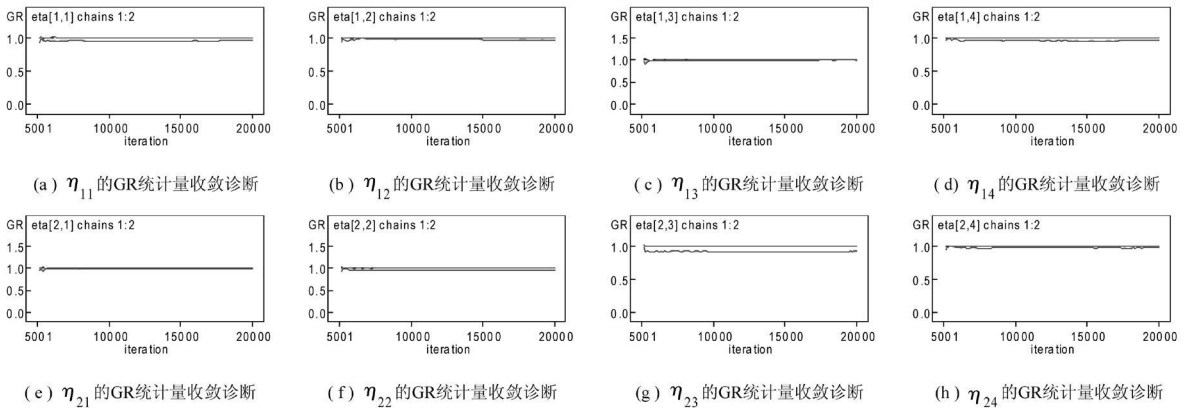 GR eta[1,1] chains 1:2
1.0
0.5
0.0
5001 10000 15000 20000
iteration
(a) η11的GR统计量收敛诊断
GR eta[1,2] chains 1:2
1.0
0.5
0.0
5001 10000 15000 20000
iteration
(b) η12的GR统计量收敛诊断
GR eta[1,3] chains 1:2
1.5
1.0
0.5
0.0
5001 10000 15000 20000
iteration
(c) η13的GR统计量收敛诊断
GR eta[1,4] chains 1:2
1.0
0.5
0.0
5001 10000 15000 20000
iteration
(d) η14的GR统计量收敛诊断
GR eta[2,1] chains 1:2
1.5
1.0
0.5
0.0
5001 10000 15000 20000
iteration
(e) η21的GR统计量收敛诊断
GR eta[2,2] chains 1:2
1.5
1.0
0.5
0.0
5001 10000 15000 20000
iteration
(f) η22的GR统计量收敛诊断
GR eta[2,3] chains 1:2
1.0
0.5
0.0
5001 10000 15000 20000
iteration
(g) η23的GR统计量收敛诊断
GR eta[2,4] chains 1:2
1.0
0.5
0.0
5001 10000 15000 20000
iteration
(h) η24的GR统计量收敛诊断